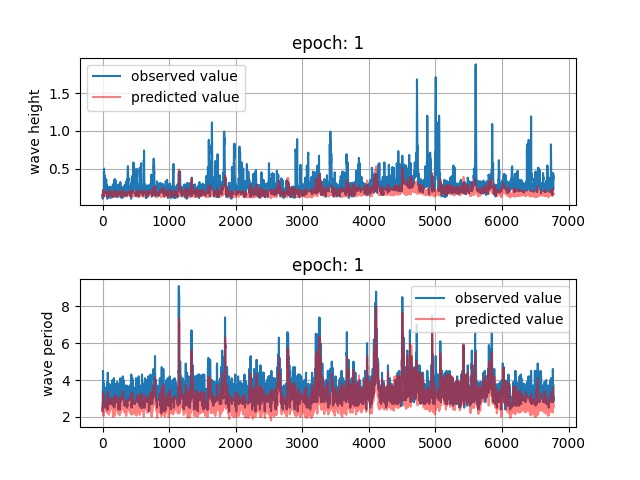 epoch: 1
wave height
1.5
1.0
0.5
observed value
predicted value
0 1000 2000 3000 4000 5000 6000 7000
epoch: 1
wave period
8
6
4
2
observed value
predicted value
0 1000 2000 3000 4000 5000 6000 7000